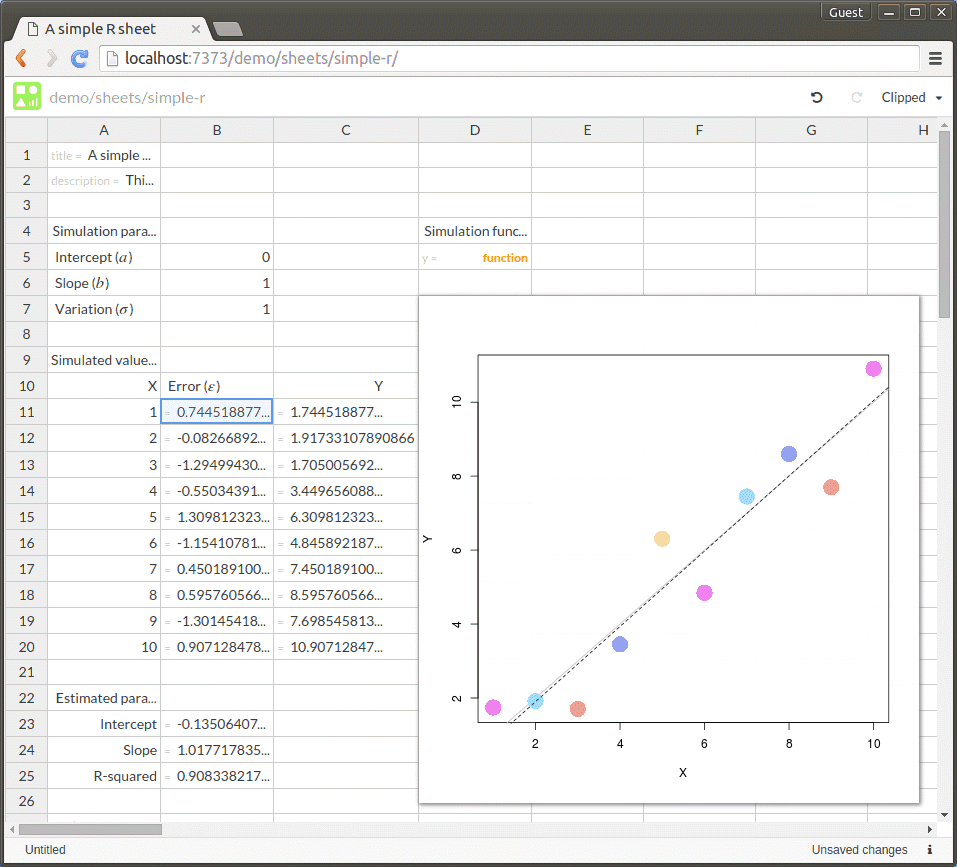 Guest
A simple R sheet
localhost:7373/demo/sheets/simple-r/
demo/sheets/simple-r
Clipped
A B C D E F G H
1 title = A simple ...
2 description = Thi...
3
4 Simulation para... Simulation func...
5 Intercept (a) 0 y = function
6 Slope (b) 1
7 Variation (σ) 1
8
9 Simulated value...
10 X Error (ε) Y
11 1 = 0.744518877... = 1.744518877...
12 2 = -0.08266892... = 1.91733107890866
13 3 = -1.29499430... = 1.705005692...
14 4 = -0.55034391... = 3.449656088...
15 5 = 1.309812323... = 6.309812323...
16 6 = -1.15410781... = 4.845892187...
17 7 = 0.450189100... = 7.450189100...
18 8 = 0.595760566... = 8.595760566...
19 9 = -1.30145418... = 7.698545813...
20 10 = 0.907128478... = 10.90712847...
21
22 Estimated para...
23 Intercept = -0.13506407...
24 Slope = 1.017717835...
25 R-squared = 0.908338217...
26
10
8
6
Y
4
2
2 4 6 8 10
X
Untitled
Unsaved changes